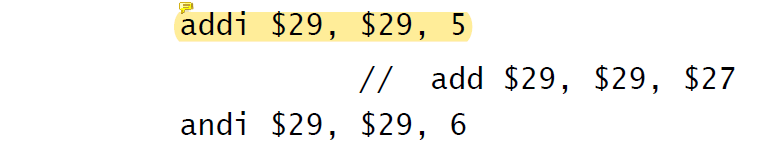 addi $29, $29, 5
// add $29, $29, $27
andi $29, $29, 6